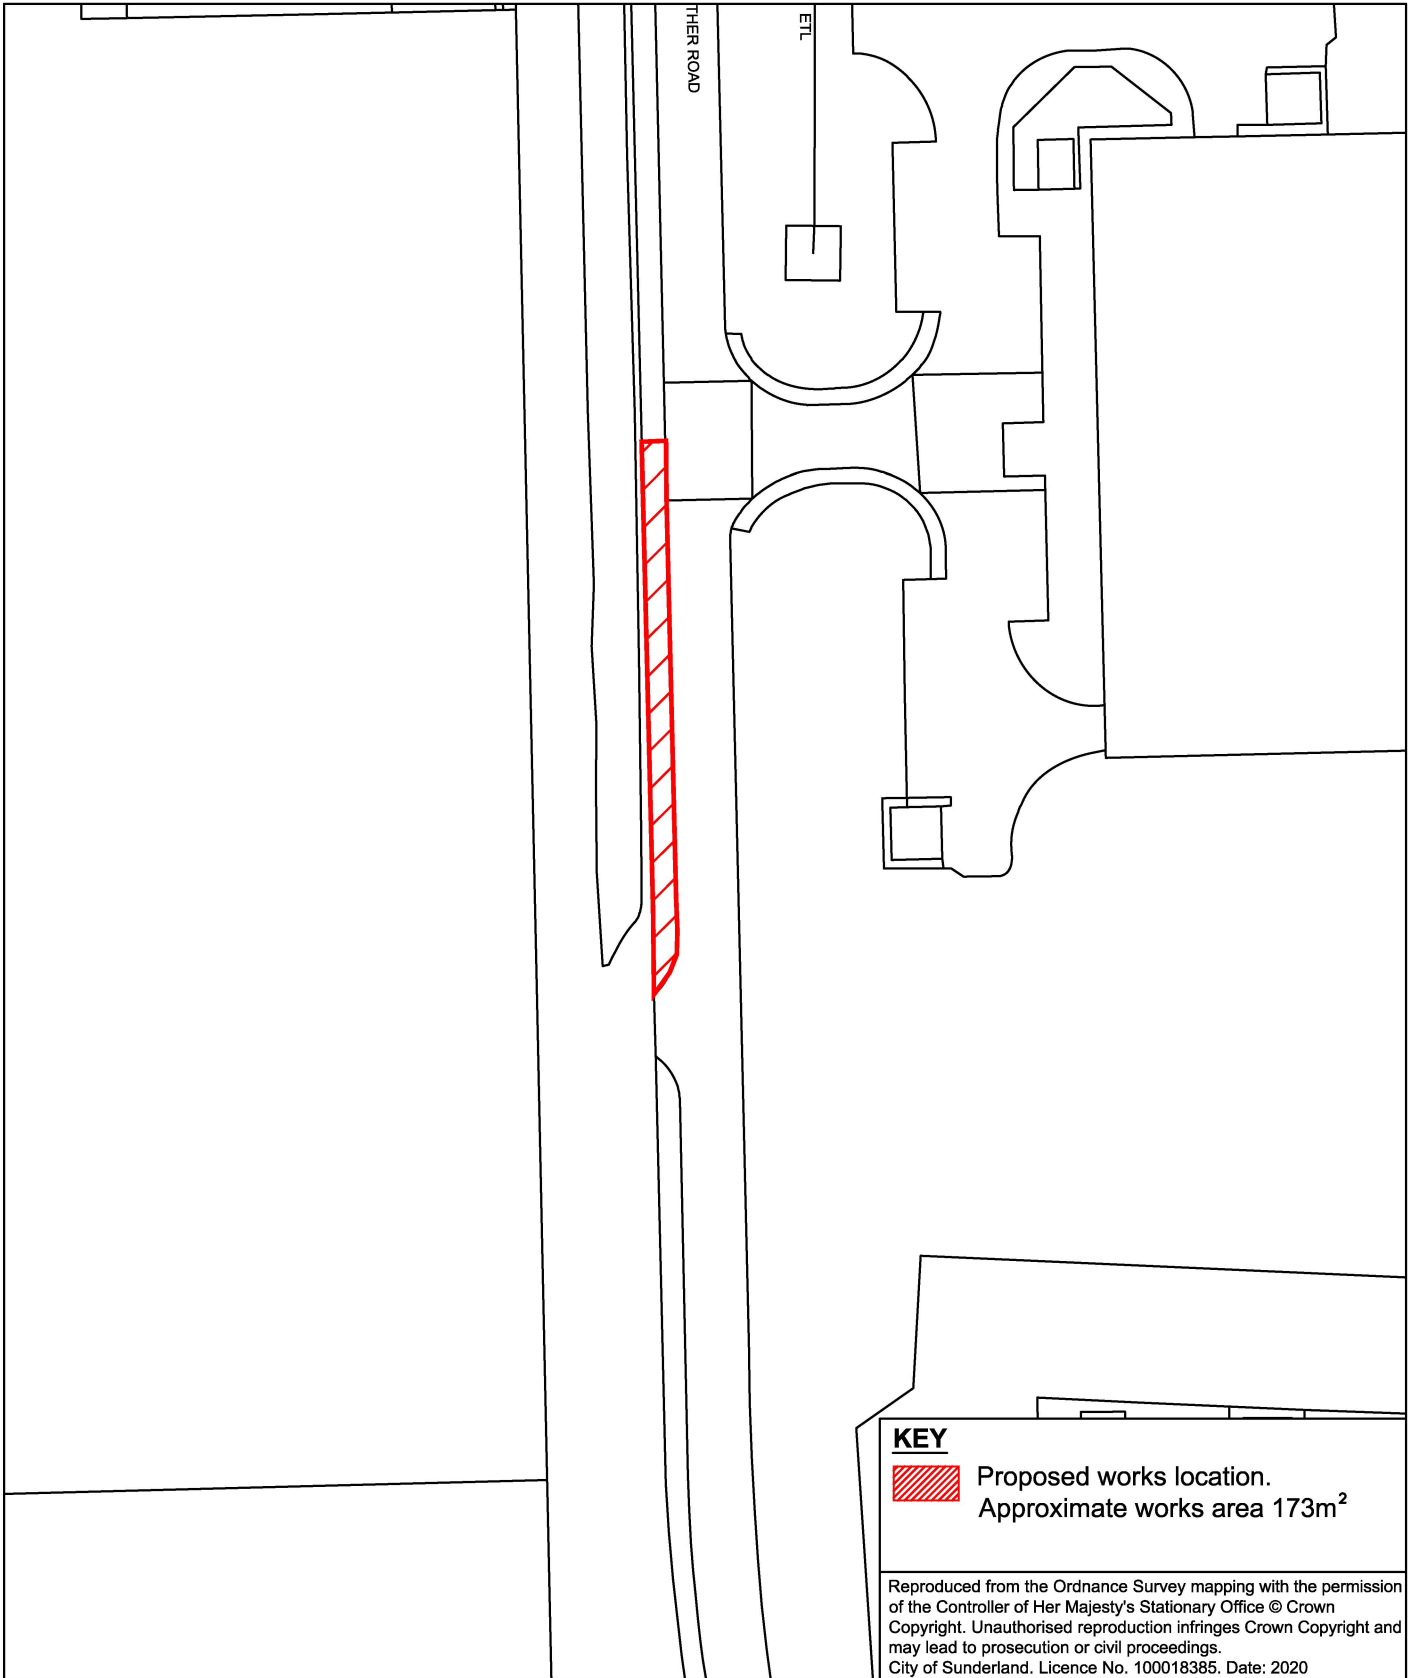 THER ROAD
ETL
KEY
Proposed works location.
Approximate works area 173m²
Reproduced from the Ordnance Survey mapping with the permission
of the Controller of Her Majesty's Stationary Office © Crown
Copyright. Unauthorised reproduction infringes Crown Copyright and
may lead to prosecution or civil proceedings.
City of Sunderland. Licence No. 100018385. Date: 2020